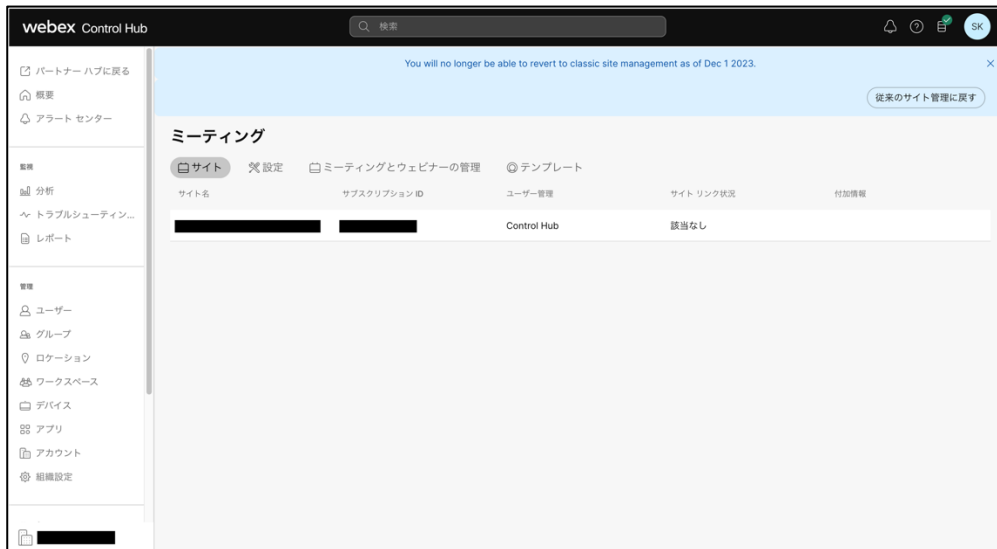 webex Control Hub
検索
SK
パートナー ハブに戻る
概要
アラート センター
監視
分析
トラブルシューティン...
レポート
管理
ユーザー
グループ
ロケーション
ワークスペース
デバイス
アプリ
アカウント
組織設定
You will no longer be able to revert to classic site management as of Dec 1 2023.
従来のサイト管理に戻す
ミーティング
サイト 設定 ミーティングとウェビナーの管理 テンプレート
サイト名 サブスクリプション ID ユーザー管理 サイト リンク状況 付加情報
Control Hub 該当なし